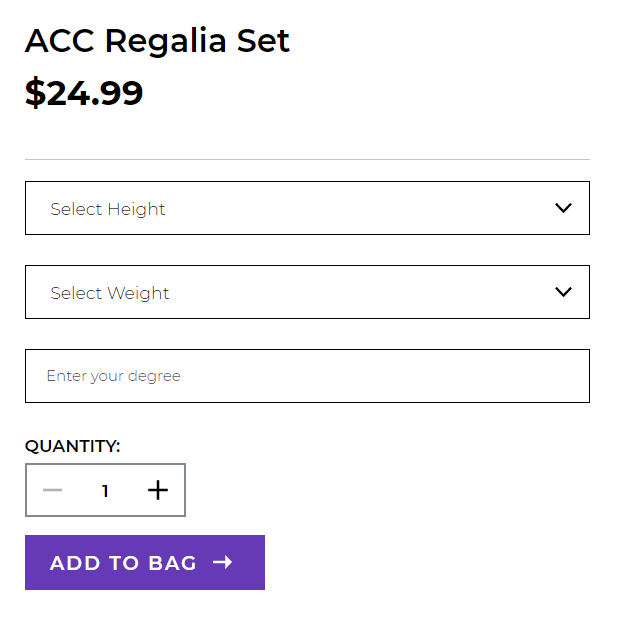 ACC Regalia Set
$24.99
Select Height
Select Weight
Enter your degree
QUANTITY:
1
ADD TO BAG